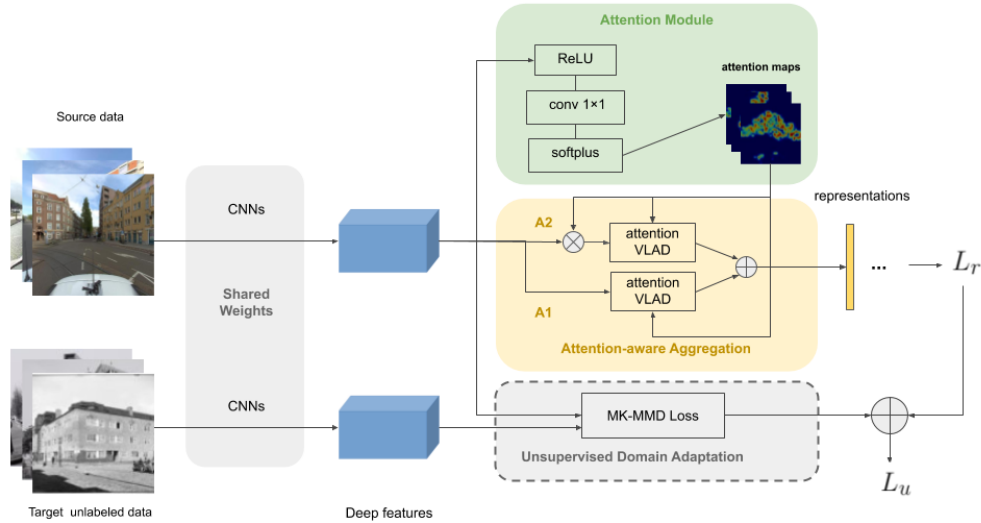 Attention Module
ReLU
attention maps
conv 1×1
softplus
Source data
CNNs
representations
A2
attention
VLAD
...
L_r
attention
VLAD
Shared
Weights
A1
Attention-aware Aggregation
CNNs
MK-MMD Loss
Unsupervised Domain Adaptation
L_u
Target unlabeled data
Deep features